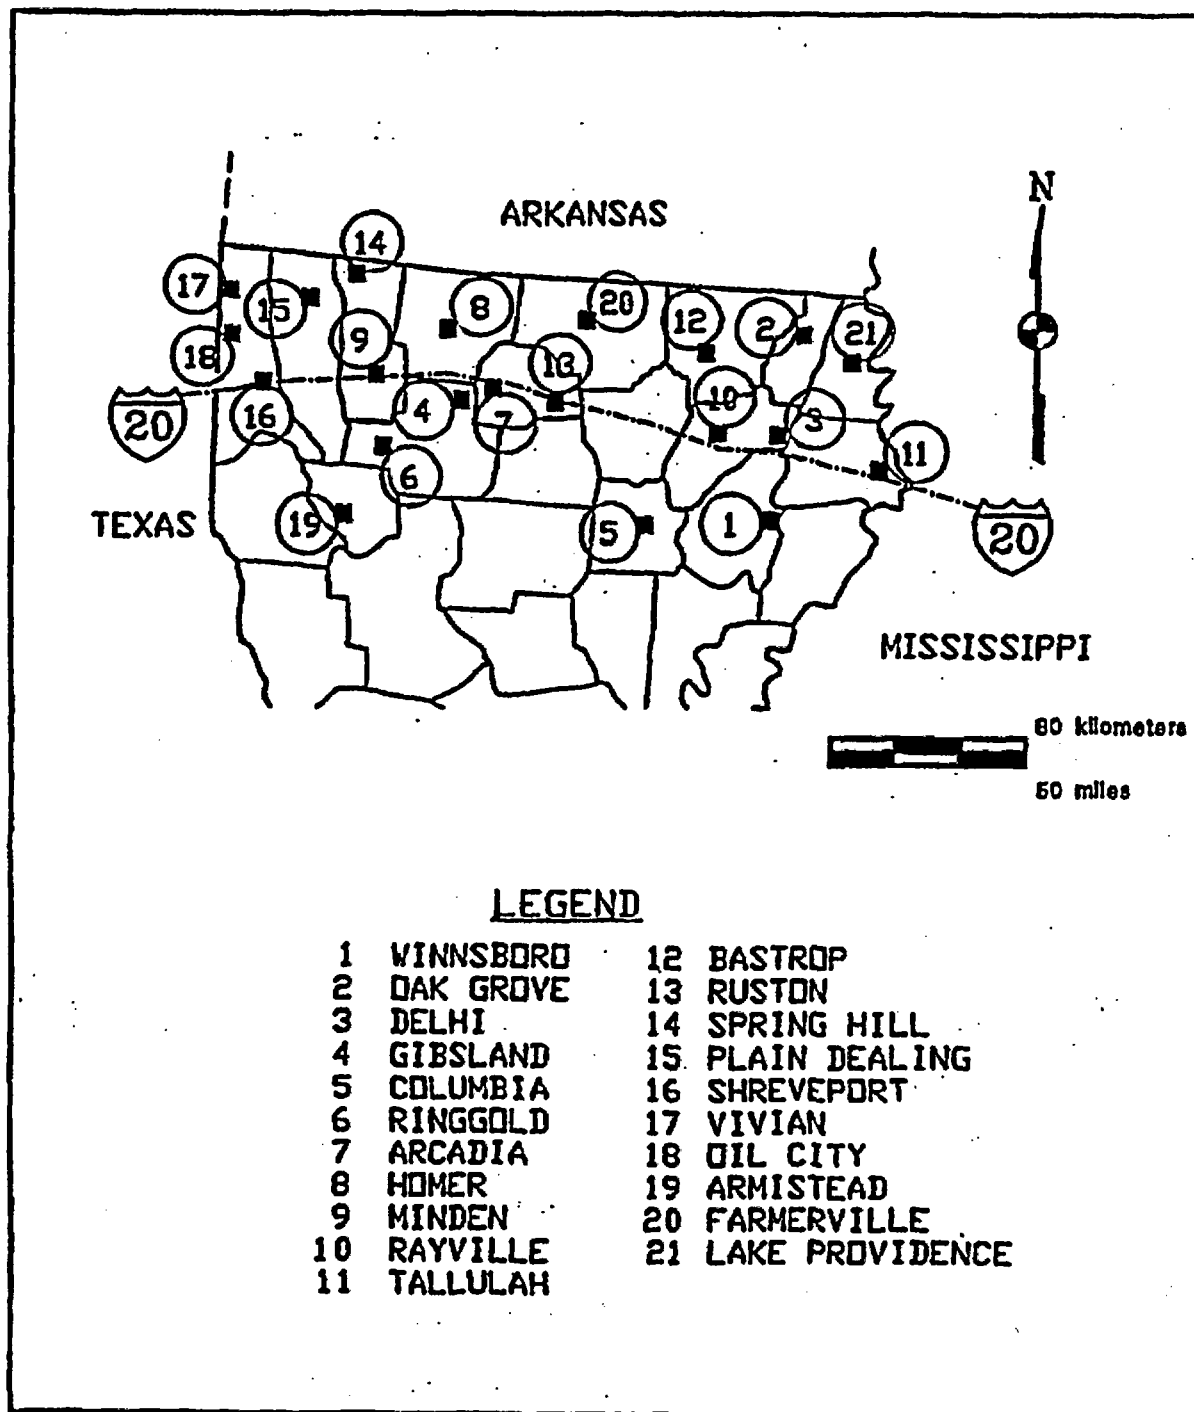 ARKANSAS
N
14
17
15
8
20
12
2
21
9
18
13
16
4
7
10
3
11
20
6
TEXAS
19
5
1
20
MISSISSIPPI
80 kilometers
50 miles
LEGEND
1 WINNSBORO
2 OAK GROVE
3 DELHI
4 GIBSLAND
5 COLUMBIA
6 RINGGOLD
7 ARCADIA
8 HOMER
9 MINDEN
10 RAYVILLE
11 TALLULAH
12 BASTROP
13 RUSTON
14 SPRING HILL
15 PLAIN DEALING
16 SHREVEPORT
17 VIVIAN
18 OIL CITY
19 ARMISTEAD
20 FARMERVILLE
21 LAKE PROVIDENCE